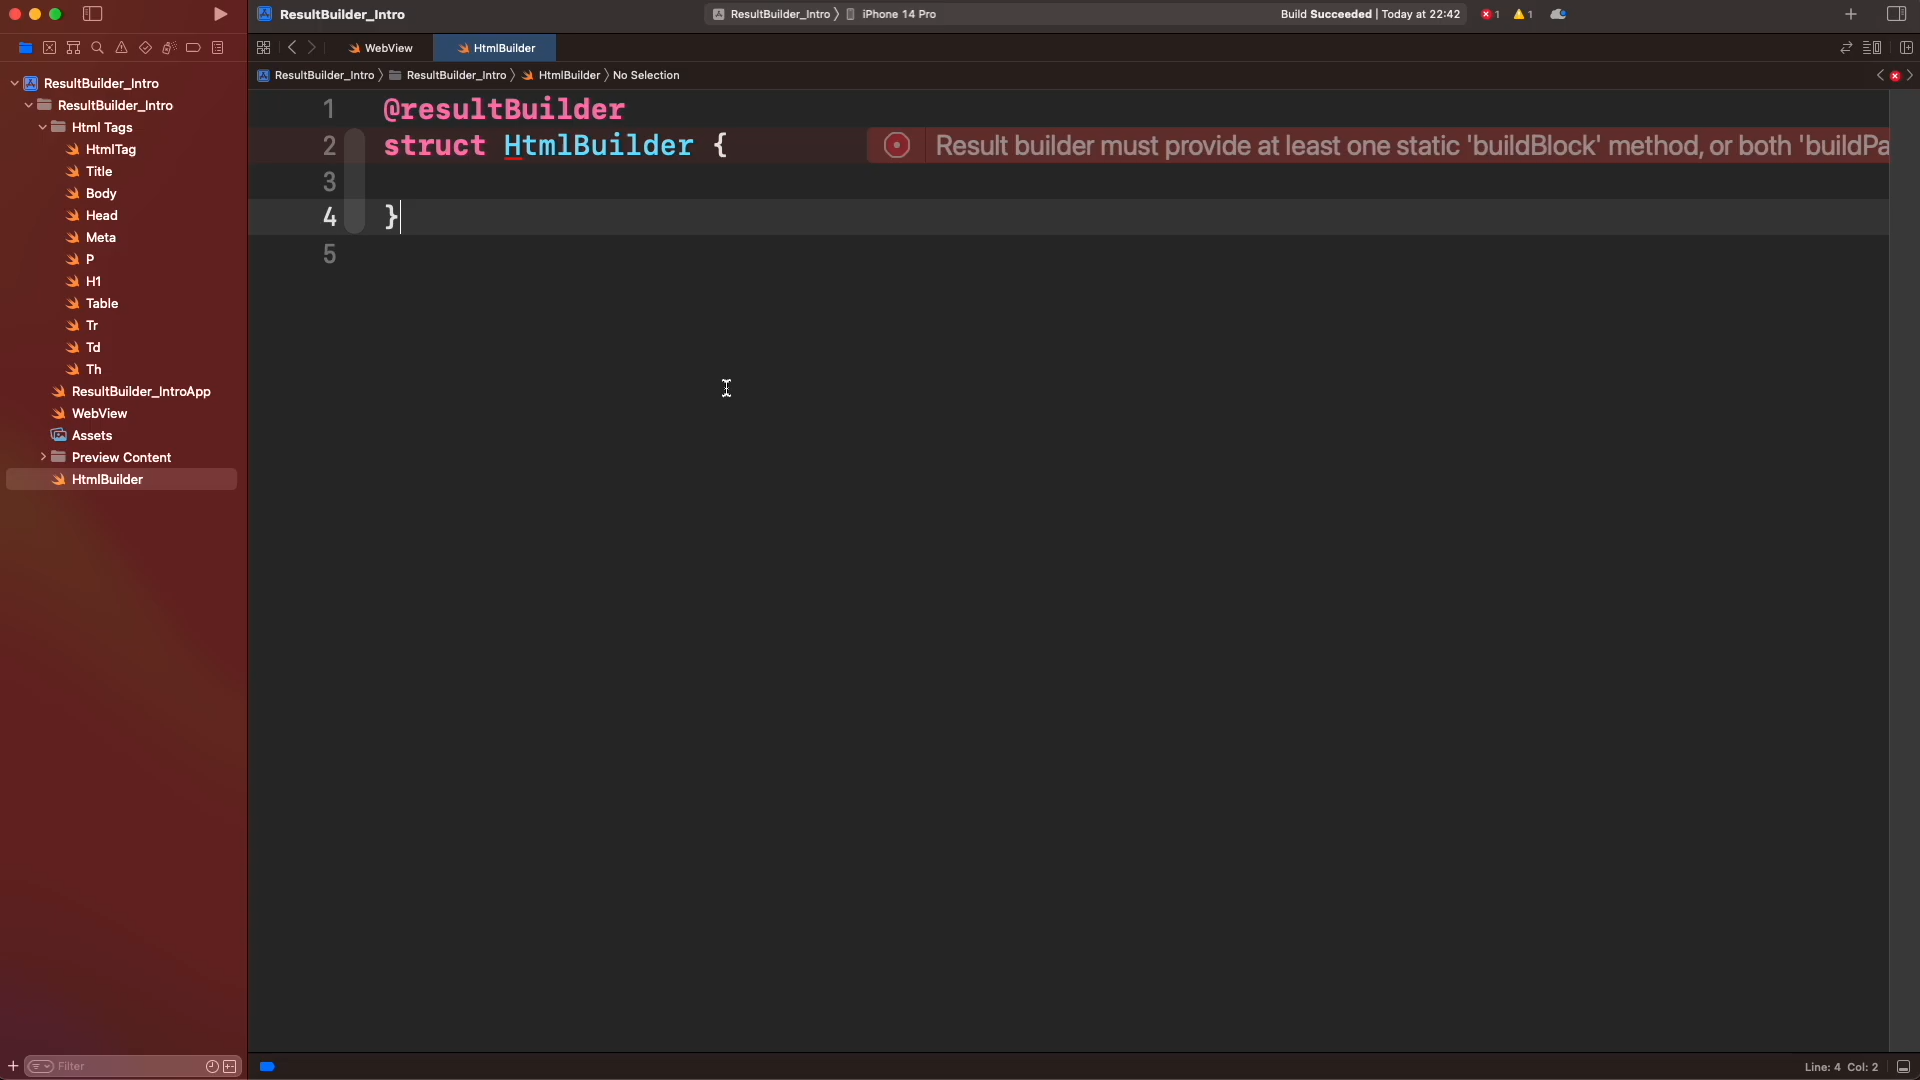 ResultBuilder_Intro
ResultBuilder_Intro
iPhone 14 Pro
Build Succeeded | Today at 22:42
1
1
WebView
HtmlBuilder
ResultBuilder_Intro
ResultBuilder_Intro
HtmlBuilder
No Selection
ResultBuilder_Intro
ResultBuilder_Intro
Html Tags
HtmlTag
Title
Body
Head
Meta
P
H1
Table
Tr
Td
Th
ResultBuilder_IntroApp
WebView
Assets
Preview Content
HtmlBuilder
1 @resultBuilder
2 struct HtmlBuilder {
Result builder must provide at least one static 'buildBlock' method, or both 'buildPa
3
4 }
5
Filter
Line: 4 Col: 2